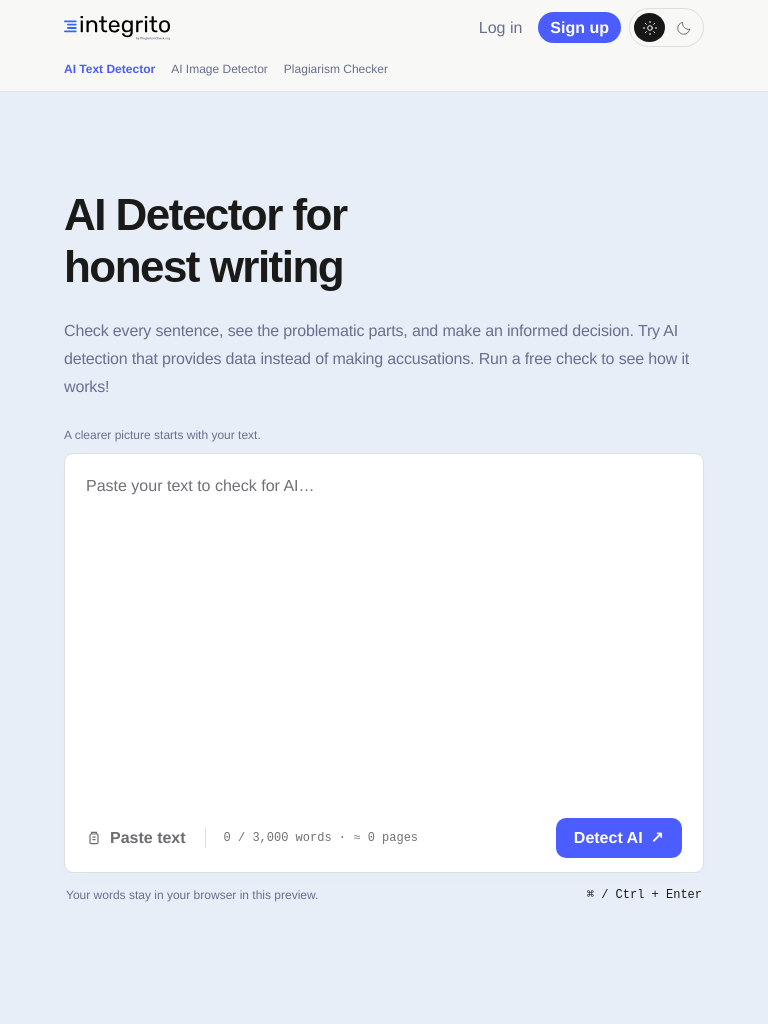 integrito
Log in
Sign up
AI Text Detector
AI Image Detector
Plagiarism Checker
AI Detector for
honest writing
Check every sentence, see the problematic parts, and make an informed decision. Try AI
detection that provides data instead of making accusations. Run a free check to see how it
works!
A clearer picture starts with your text.
Paste your text to check for AI…
Paste text
0 / 3,000 words · ≈ 0 pages
Detect AI ↗
Your words stay in your browser in this preview.
⌘ / Ctrl + Enter